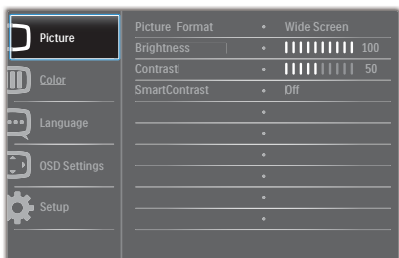 Picture
Color
Language
OSD Settings
Setup
Picture Format • Wide Screen
Brightness • 100
Contrast • 50
SmartContrast • Off
•
•
•
•
•
•